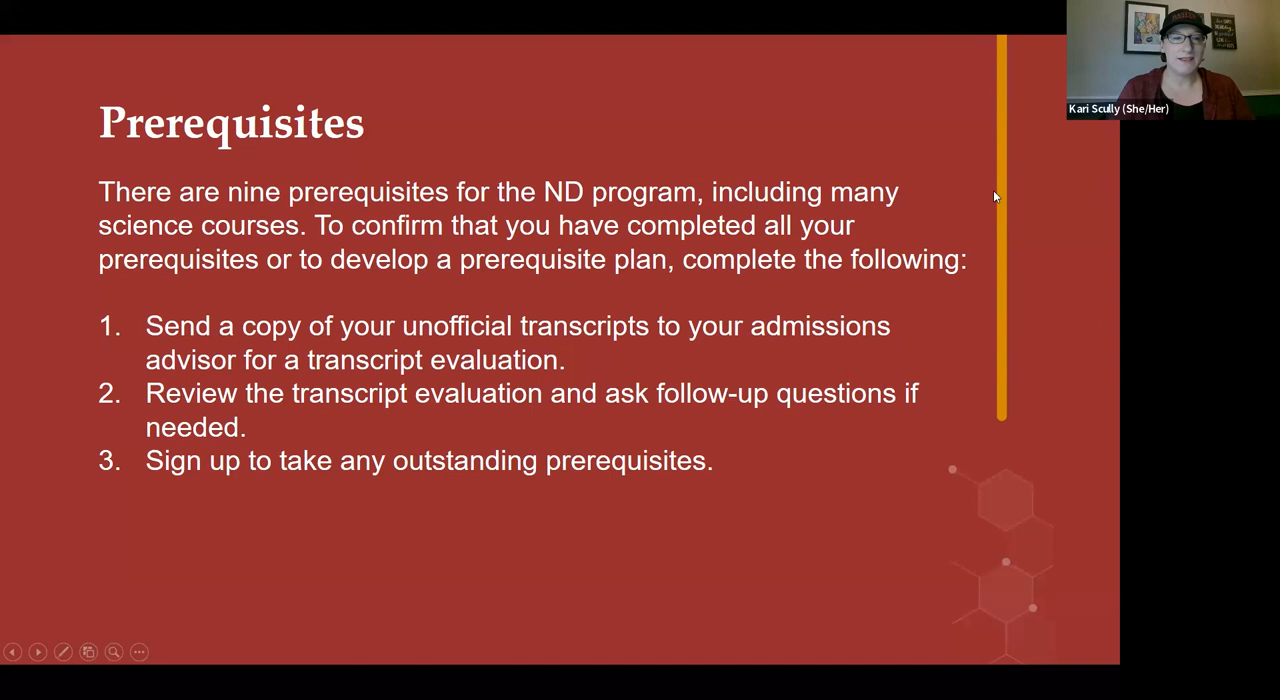 Prerequisites
There are nine prerequisites for the ND program, including many
science courses. To confirm that you have completed all your
prerequisites or to develop a prerequisite plan, complete the following:
1. Send a copy of your unofficial transcripts to your admissions
advisor for a transcript evaluation.
2. Review the transcript evaluation and ask follow-up questions if
needed.
3. Sign up to take any outstanding prerequisites.
Kari Scully (She/Her)